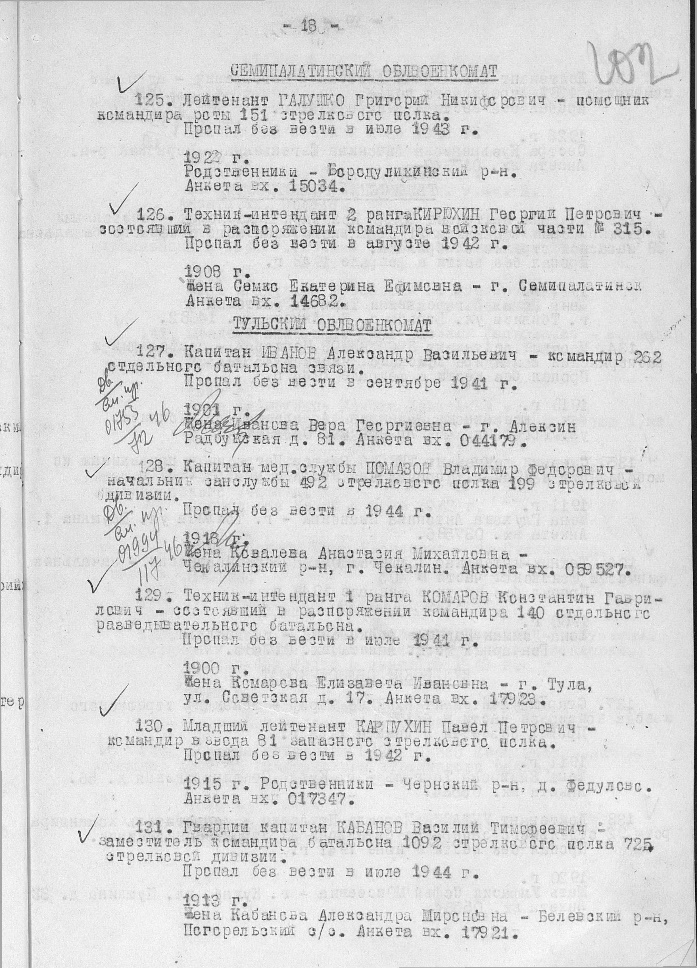 - 18 -
202
СЕМИПАЛАТИНСКИЙ ОБЛВОЕНКОМАТ
125. Лейтенант ГАЛУШКО Григорий Никифорович - помощник
командира роты 151 стрелкового полка.
Пропал без вести в июле 1943 г.
1922 г.
Родственники - Бородулихинский р-н.
Анкета вх. 15034.
126. Техник-интендант 2 ранга КИРЮХИН Георгий Петрович -
состоявший в распоряжении командира войсковой части № 315.
Пропал без вести в августе 1942 г.
1908 г.
Жена Семко Екатерина Ефимовна - г. Семипалатинск
Анкета вх. 14682.
ТУЛЬСКИЙ ОБЛВОЕНКОМАТ
127. Капитан ИВАНОВ Александр Васильевич - командир 262
отдельного батальона связи.
Пропал без вести в сентябре 1941 г.
1901 г.
Жена Иванова Вера Георгиевна - г. Алексин
д. 81. Анкета вх. 044179.
128. Капитан мед.службы ПОМАЗОВ Владимир Федорович -
начальник санслужбы 492 стрелкового полка 199 стрелковой
дивизии.
Пропал без вести в 1944 г.
1918 г.
Жена Ковалева Анастасия Михайловна -
Чекалинский р-н, г. Чекалин. Анкета вх. 059527.
129. Техник-интендант 1 ранга КОМАРОВ Константин Гаври-
лович - состоявший в распоряжении командира 140 отдельного
разведывательного батальона.
Пропал без вести в июле 1941 г.
1900 г.
Жена Комарова Елизавета Ивановна - г. Тула,
ул. Советская д. 17. Анкета вх. 17923.
130. Младший лейтенант КАРПУХИН Павел Петрович -
командир взвода 81 запасного стрелкового полка.
Пропал без вести в 1942 г.
1915 г. Родственники - Чернский р-н, д. Федулово.
Анкета вх. 017347.
131. Гвардии капитан КАБАНОВ Василий Тимофеевич -
заместитель командира батальона 1092 стрелкового полка 725
стрелковой дивизии.
Пропал без вести в июле 1944 г.
1913 г.
Жена Кабанова Александра Мироновна - Белевский р-н,
Погорельский с/с. Анкета вх. 17921.